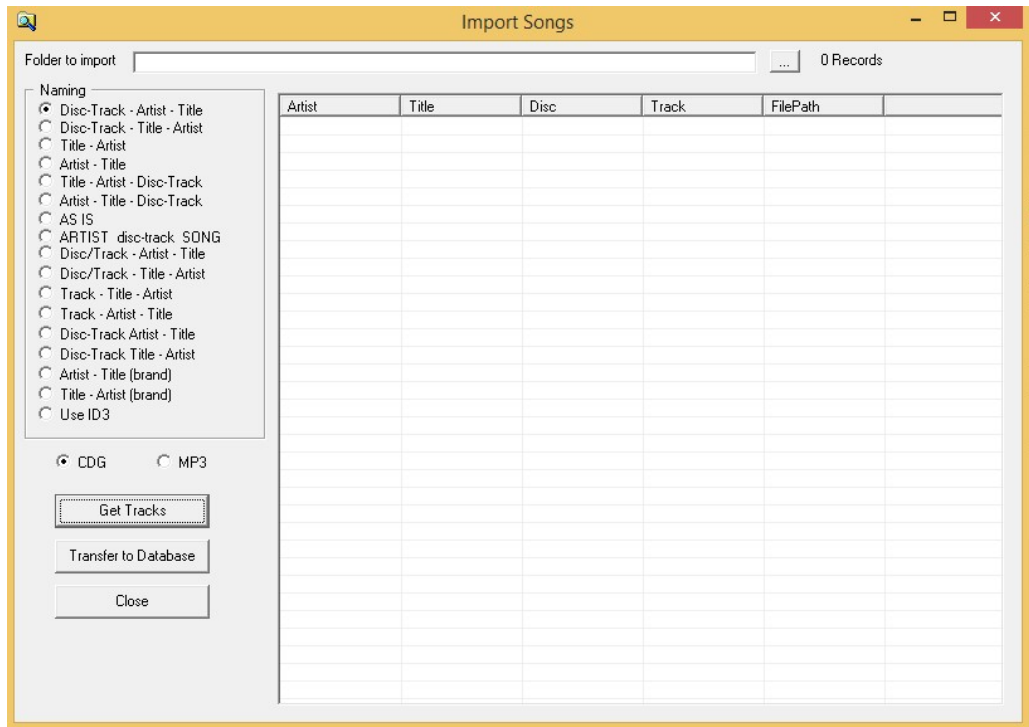 Import Songs
Folder to import ... 0 Records
Naming
Disc-Track - Artist - Title
Disc-Track - Title - Artist
Title - Artist
Artist - Title
Title - Artist - Disc-Track
Artist - Title - Disc-Track
AS IS
ARTIST disc-track SONG
Disc/Track - Artist - Title
Disc/Track - Title - Artist
Track - Title - Artist
Track - Artist - Title
Disc-Track Artist - Title
Disc-Track Title - Artist
Artist - Title (brand)
Title - Artist (brand)
Use ID3
CDG MP3
Get Tracks
Transfer to Database
Close
Artist Title Disc Track FilePath